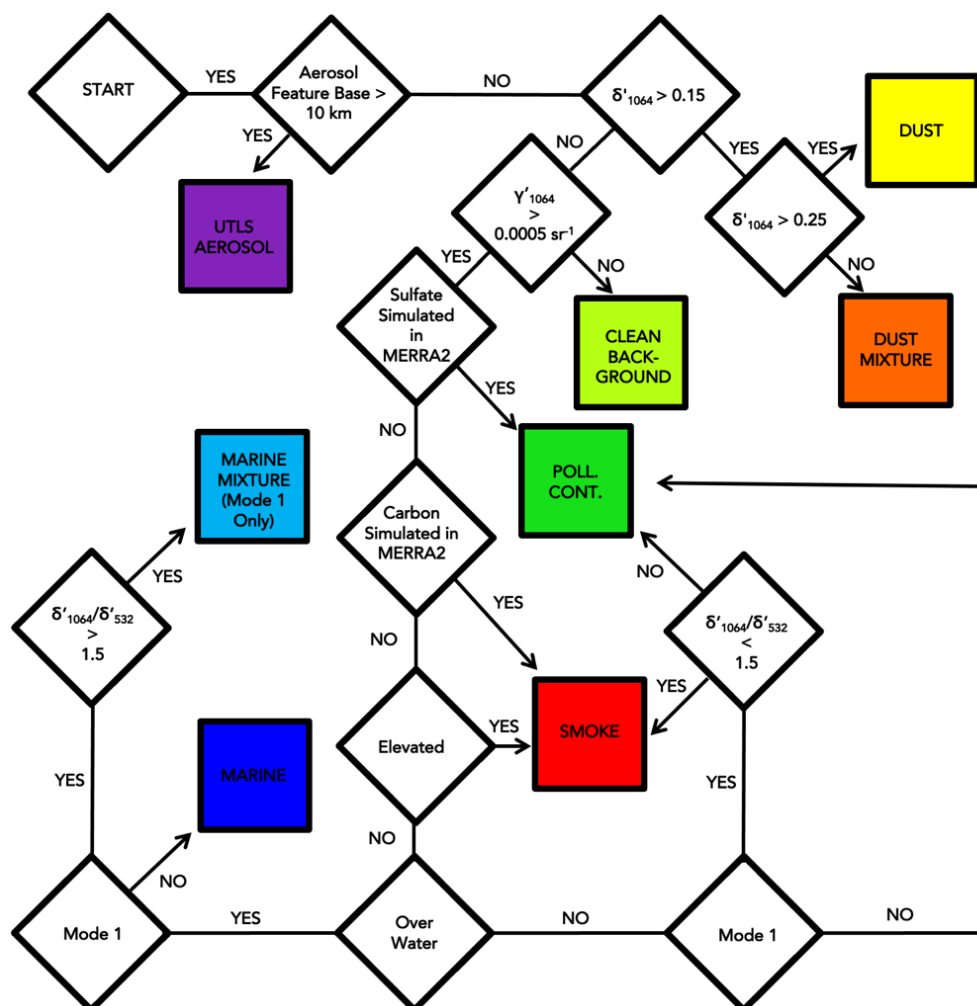 START
YES
Aerosol
Feature Base >
10 km
NO
δ'1064 > 0.15
YES
UTLS
AEROSOL
NO
YES
YES
DUST
δ'1064 > 0.25
NO
DUST
MIXTURE
γ'1064
>
0.0005 sr-1
YES
NO
CLEAN
BACK-
GROUND
Sulfate
Simulated
in
MERRA2
YES
NO
POLL.
CONT.
MARINE
MIXTURE
(Mode 1
Only)
Carbon
Simulated in
MERRA2
YES
NO
YES
NO
δ'1064/δ'532
>
1.5
δ'1064/δ'532
<
1.5
YES
Elevated
YES
SMOKE
MARINE
YES
NO
YES
NO
Mode 1
YES
Over
Water
NO
Mode 1
NO